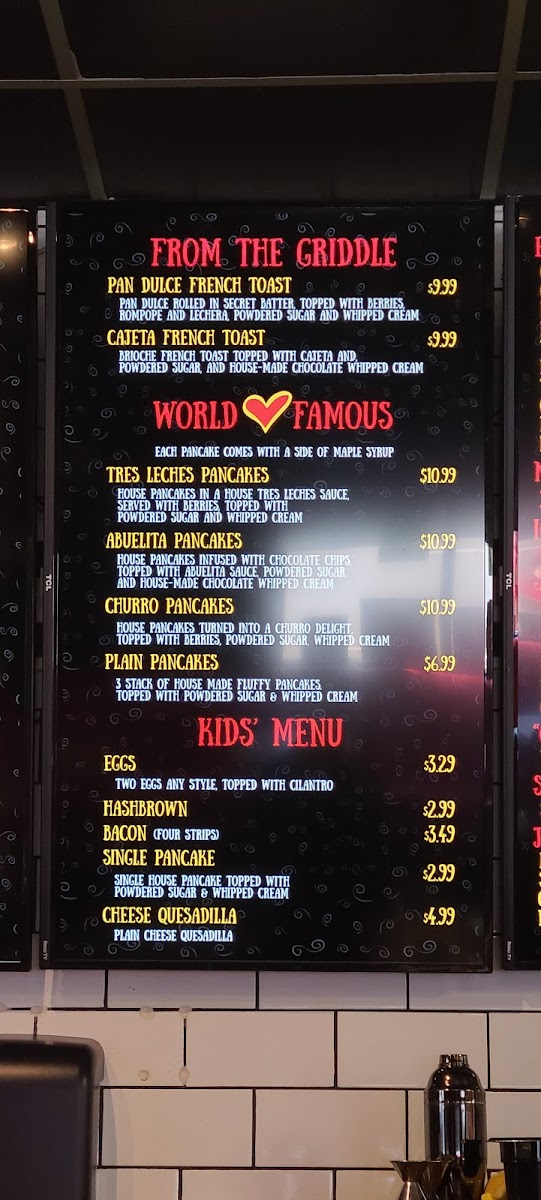 FROM THE GRIDDLE
PAN DULCE FRENCH TOAST $9.99
PAN DULCE ROLLED IN SECRET BATTER, TOPPED WITH BERRIES,
ROMPOPE AND LECHERA, POWDERED SUGAR AND WHIPPED CREAM
CAJETA FRENCH TOAST $9.99
BRIOCHE FRENCH TOAST TOPPED WITH CAJETA AND,
POWDERED SUGAR, AND HOUSE-MADE CHOCOLATE WHIPPED CREAM
WORLD FAMOUS
EACH PANCAKE COMES WITH A SIDE OF MAPLE SYRUP
TRES LECHES PANCAKES $10.99
HOUSE PANCAKES IN A HOUSE TRES LECHES SAUCE,
SERVED WITH BERRIES, TOPPED WITH
POWDERED SUGAR AND WHIPPED CREAM
ABUELITA PANCAKES $10.99
HOUSE PANCAKES INFUSED WITH CHOCOLATE CHIPS,
TOPPED WITH ABUELITA SAUCE, POWDERED SUGAR
AND HOUSE-MADE CHOCOLATE WHIPPED CREAM
CHURRO PANCAKES $10.99
HOUSE PANCAKES TURNED INTO A CHURRO DELIGHT,
TOPPED WITH BERRIES, POWDERED SUGAR, WHIPPED CREAM
PLAIN PANCAKES $6.99
3 STACK OF HOUSE MADE FLUFFY PANCAKES,
TOPPED WITH POWDERED SUGAR & WHIPPED CREAM
KIDS' MENU
EGGS $3.29
TWO EGGS ANY STYLE, TOPPED WITH CILANTRO
HASHBROWN $2.99
BACON (FOUR STRIPS) $3.49
SINGLE PANCAKE $2.99
SINGLE HOUSE PANCAKE TOPPED WITH
POWDERED SUGAR & WHIPPED CREAM
CHEESE QUESADILLA $4.99
PLAIN CHEESE QUESADILLA
TCL
TCL
Roku TV
Roku TV